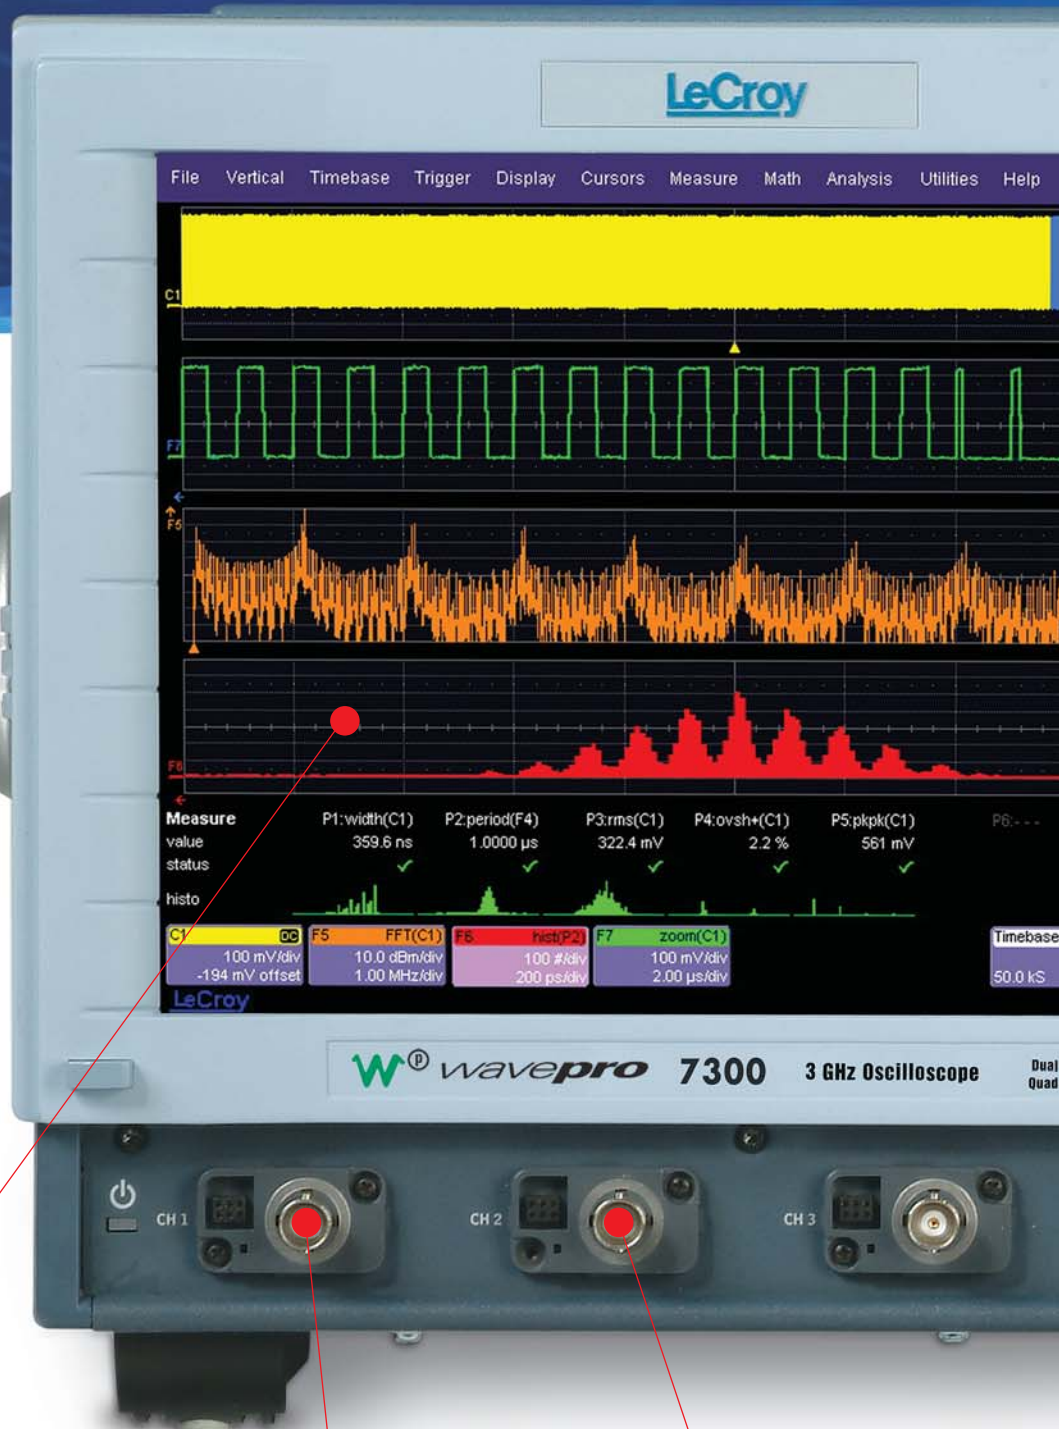 LeCroy
File Vertical Timebase Trigger Display Cursors Measure Math Analysis Utilities Help
C1
F7
F5
F6
Measure P1:width(C1) P2:period(F4) P3:rms(C1) P4:ovsh+(C1) P5:pkpk(C1) P6:- - -
value 359.6 ns 1.0000 µs 322.4 mV 2.2 % 561 mV
status
histo
C1 DC F5 FFT(C1) F6 hist(P2) F7 zoom(C1) Timebase
100 mV/div 10.0 dBm/div 100 #/div 100 mV/div
-194 mV offset 1.00 MHz/div 200 ps/div 2.00 µs/div 50.0 kS
LeCroy
W P wavepro 7300 3 GHz Oscilloscope Dual
Quad
CH 1 CH 2 CH 3